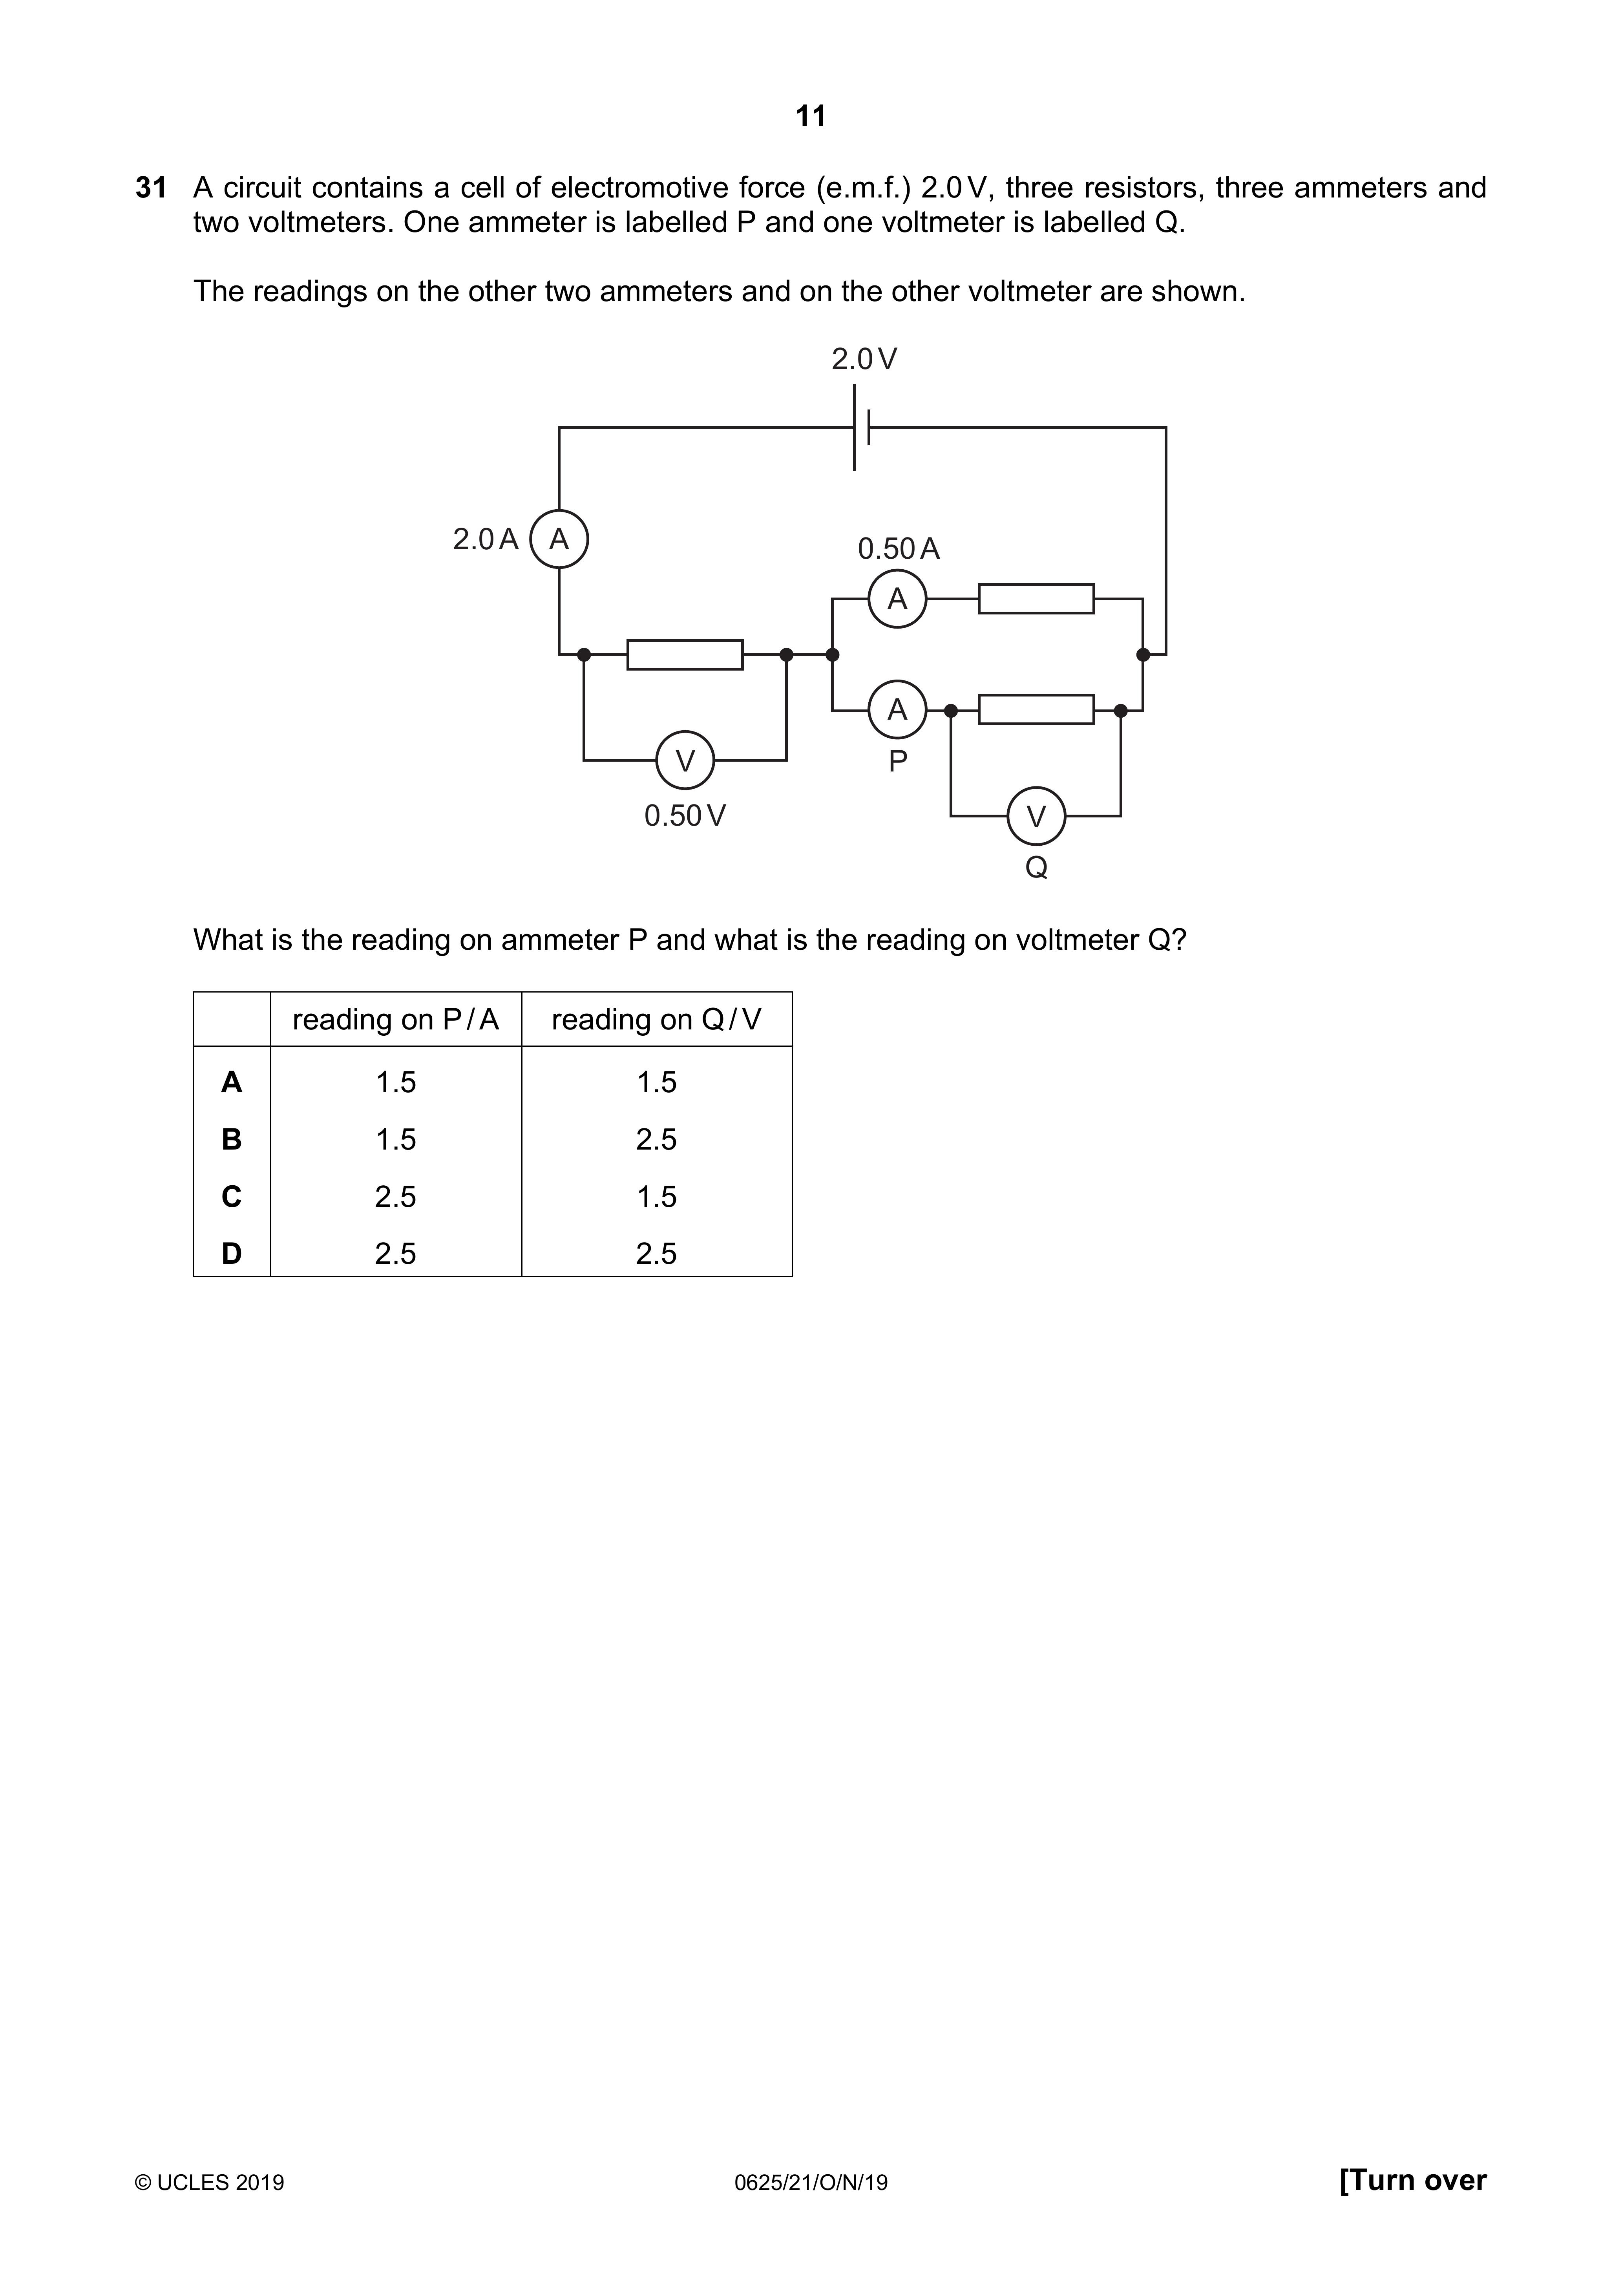 11
31 A circuit contains a cell of electromotive force (e.m.f.) 2.0 V, three resistors, three ammeters and
two voltmeters. One ammeter is labelled P and one voltmeter is labelled Q.
The readings on the other two ammeters and on the other voltmeter are shown.
2.0 V
2.0 A A
0.50 A
A
A
P
V
0.50 V
V
Q
What is the reading on ammeter P and what is the reading on voltmeter Q?
reading on P / A reading on Q / V
A 1.5 1.5
B 1.5 2.5
C 2.5 1.5
D 2.5 2.5
© UCLES 2019 0625/21/O/N/19 [Turn over